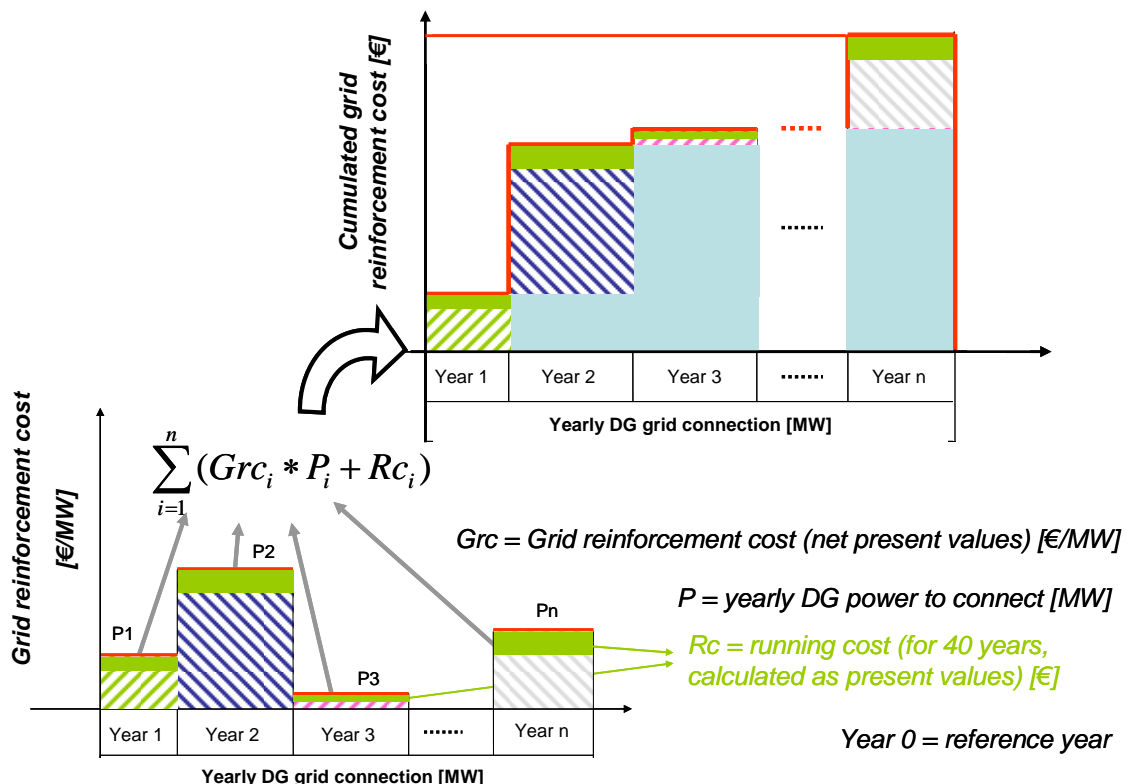 Cumulated grid
reinforcement cost [€]
Year 1
Year 2
Year 3
Year n
Yearly DG grid connection [MW]
Grid reinforcement cost
[€/MW]
n
∑(Grc_i * P_i + Rc_i)
i=1
P1
P2
P3
Pn
Year 1
Year 2
Year 3
Year n
Yearly DG grid connection [MW]
Grc = Grid reinforcement cost (net present values) [€/MW]
P = yearly DG power to connect [MW]
Rc = running cost (for 40 years,
calculated as present values) [€]
Year 0 = reference year